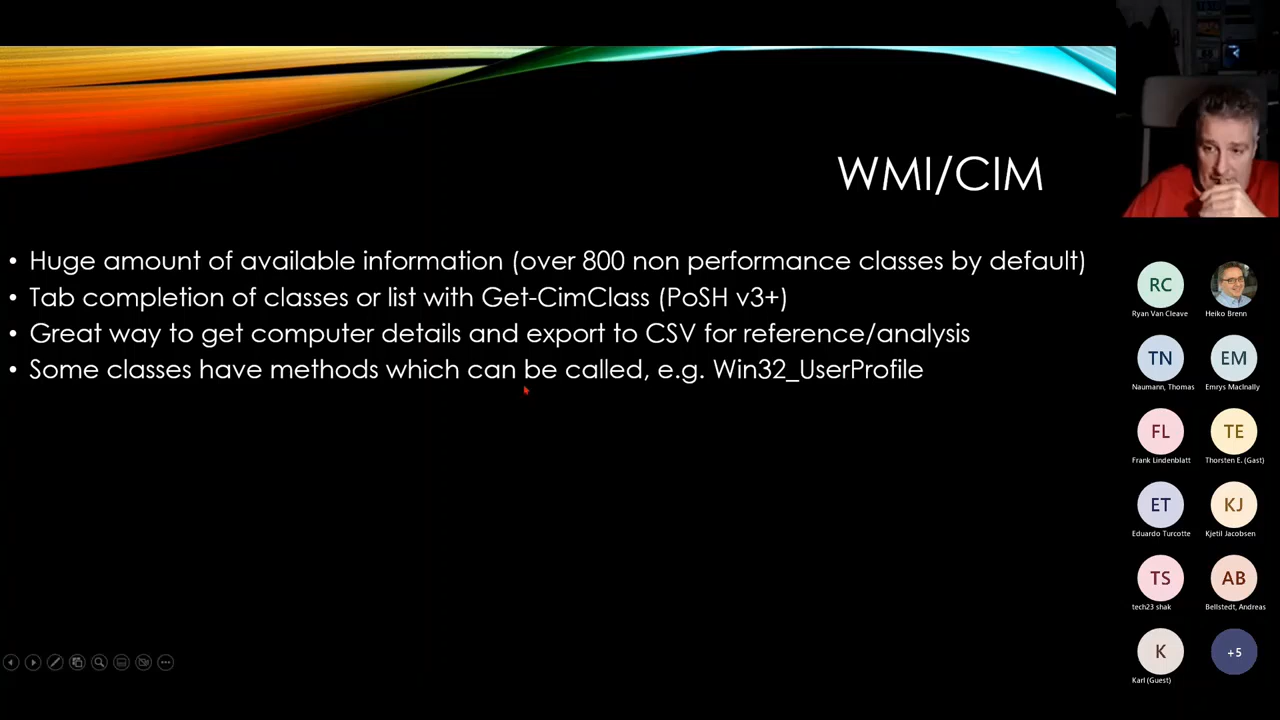 WMI/CIM
• Huge amount of available information (over 800 non performance classes by default)
• Tab completion of classes or list with Get-CimClass (PoSH v3+)
• Great way to get computer details and export to CSV for reference/analysis
• Some classes have methods which can be called, e.g. Win32_UserProfile
RC
Ryan Van Cleave
Heiko Brenn
TN
EM
Naumann, Thomas
Emrys MacInally
FL
TE
Frank Lindenblatt
Thorsten E. (Gast)
ET
KJ
Eduardo Turcotte
Kjetil Jacobsen
TS
AB
tech23 shak
Bellstedt, Andreas
K
+5
Karl (Guest)